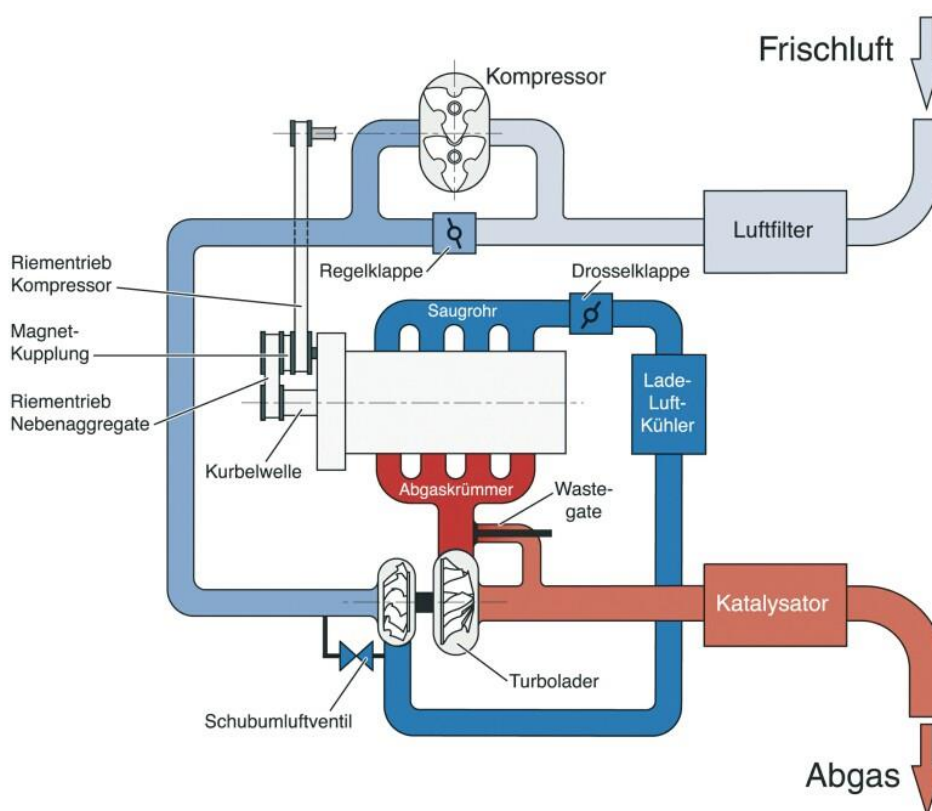 Frischluft
Kompressor
Luftfilter
Regelklappe
Drosselklappe
Riementrieb
Kompressor
Saugrohr
Magnet-
Kupplung
Lade-
Luft-
Kühler
Riementrieb
Nebenaggregate
Kurbelwelle
Abgaskrümmer
Waste-
gate
Katalysator
Turbolader
Schubumluftventil
Abgas